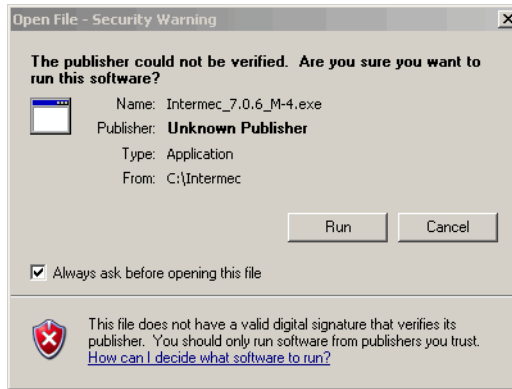 Open File - Security Warning
The publisher could not be verified. Are you sure you want to
run this software?
Name: Intermec_7.0.6_M-4.exe
Publisher: Unknown Publisher
Type: Application
From: C:\Intermec
Run Cancel
Always ask before opening this file
This file does not have a valid digital signature that verifies its
publisher. You should only run software from publishers you trust.
How can I decide what software to run?